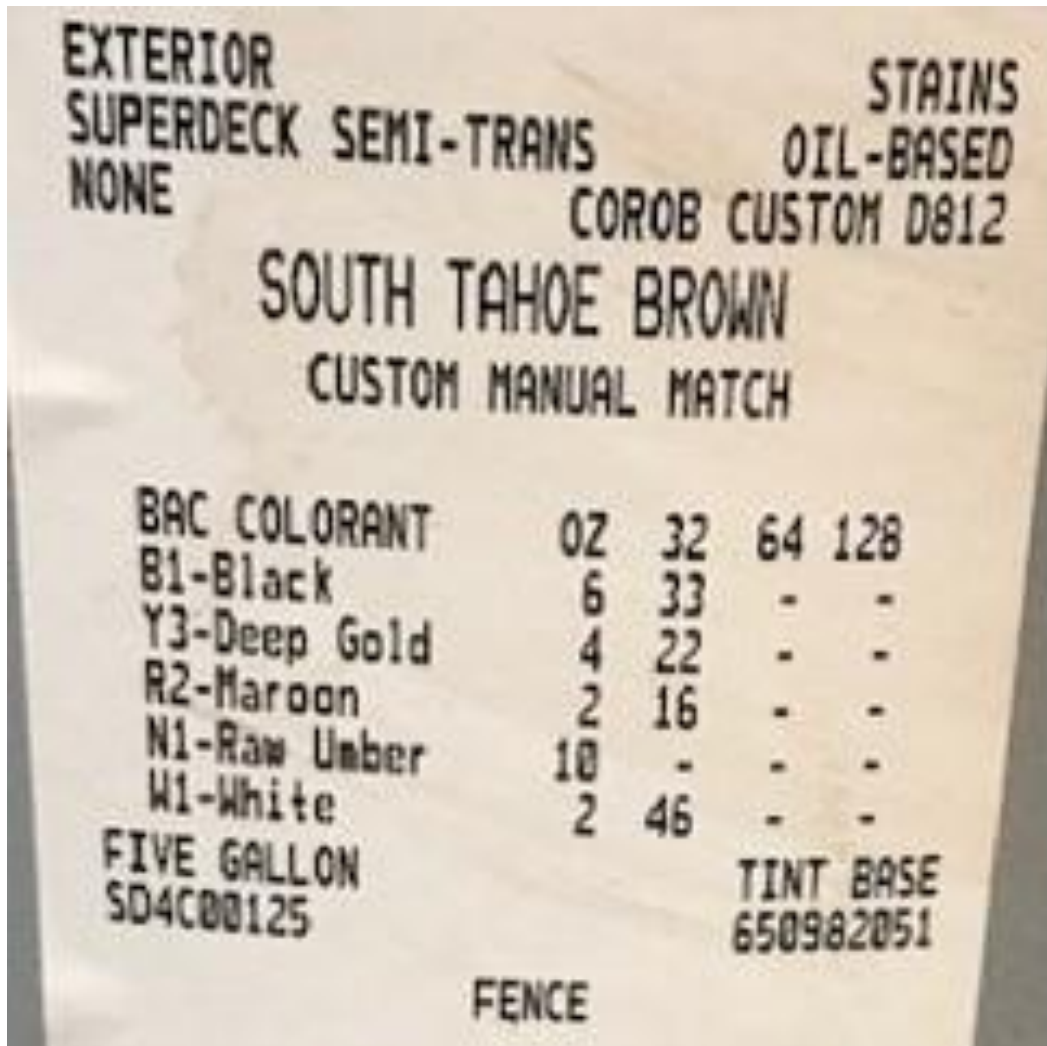 EXTERIOR STAINS
SUPERDECK SEMI-TRANS OIL-BASED
NONE COROB CUSTOM D812
SOUTH TAHOE BROWN
CUSTOM MANUAL MATCH
BAC COLORANT OZ 32 64 128
B1-Black 6 33 - -
Y3-Deep Gold 4 22 - -
R2-Maroon 2 16 - -
N1-Raw Umber 10 - - -
W1-White 2 46 - -
FIVE GALLON TINT BASE
SD4C00125 650982051
FENCE